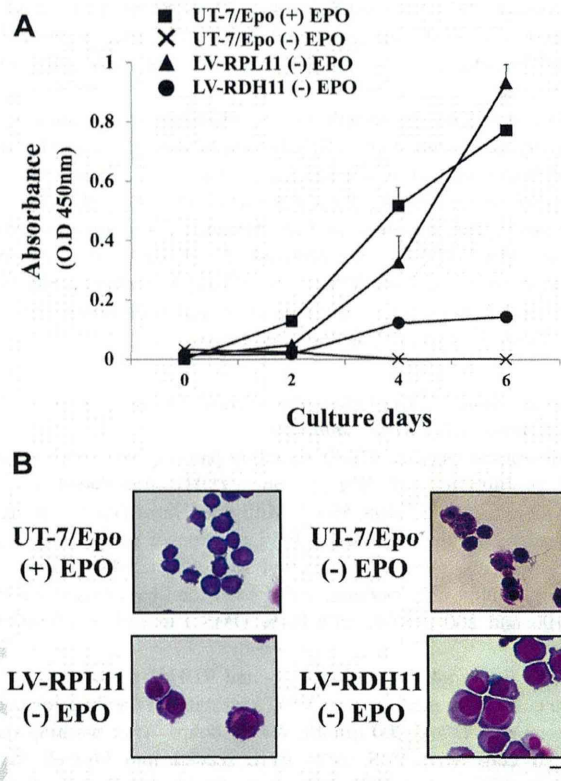 A
UT-7/Epo (+) EPO
UT-7/Epo (-) EPO
LV-RPL11 (-) EPO
LV-RDH11 (-) EPO
1
0.8
0.6
0.4
0.2
0
Absorbance
(O.D 450nm)
0 2 4 6
Culture days
B
UT-7/Epo
(+) EPO
UT-7/Epo
(-) EPO
LV-RPL11
(-) EPO
LV-RDH11
(-) EPO